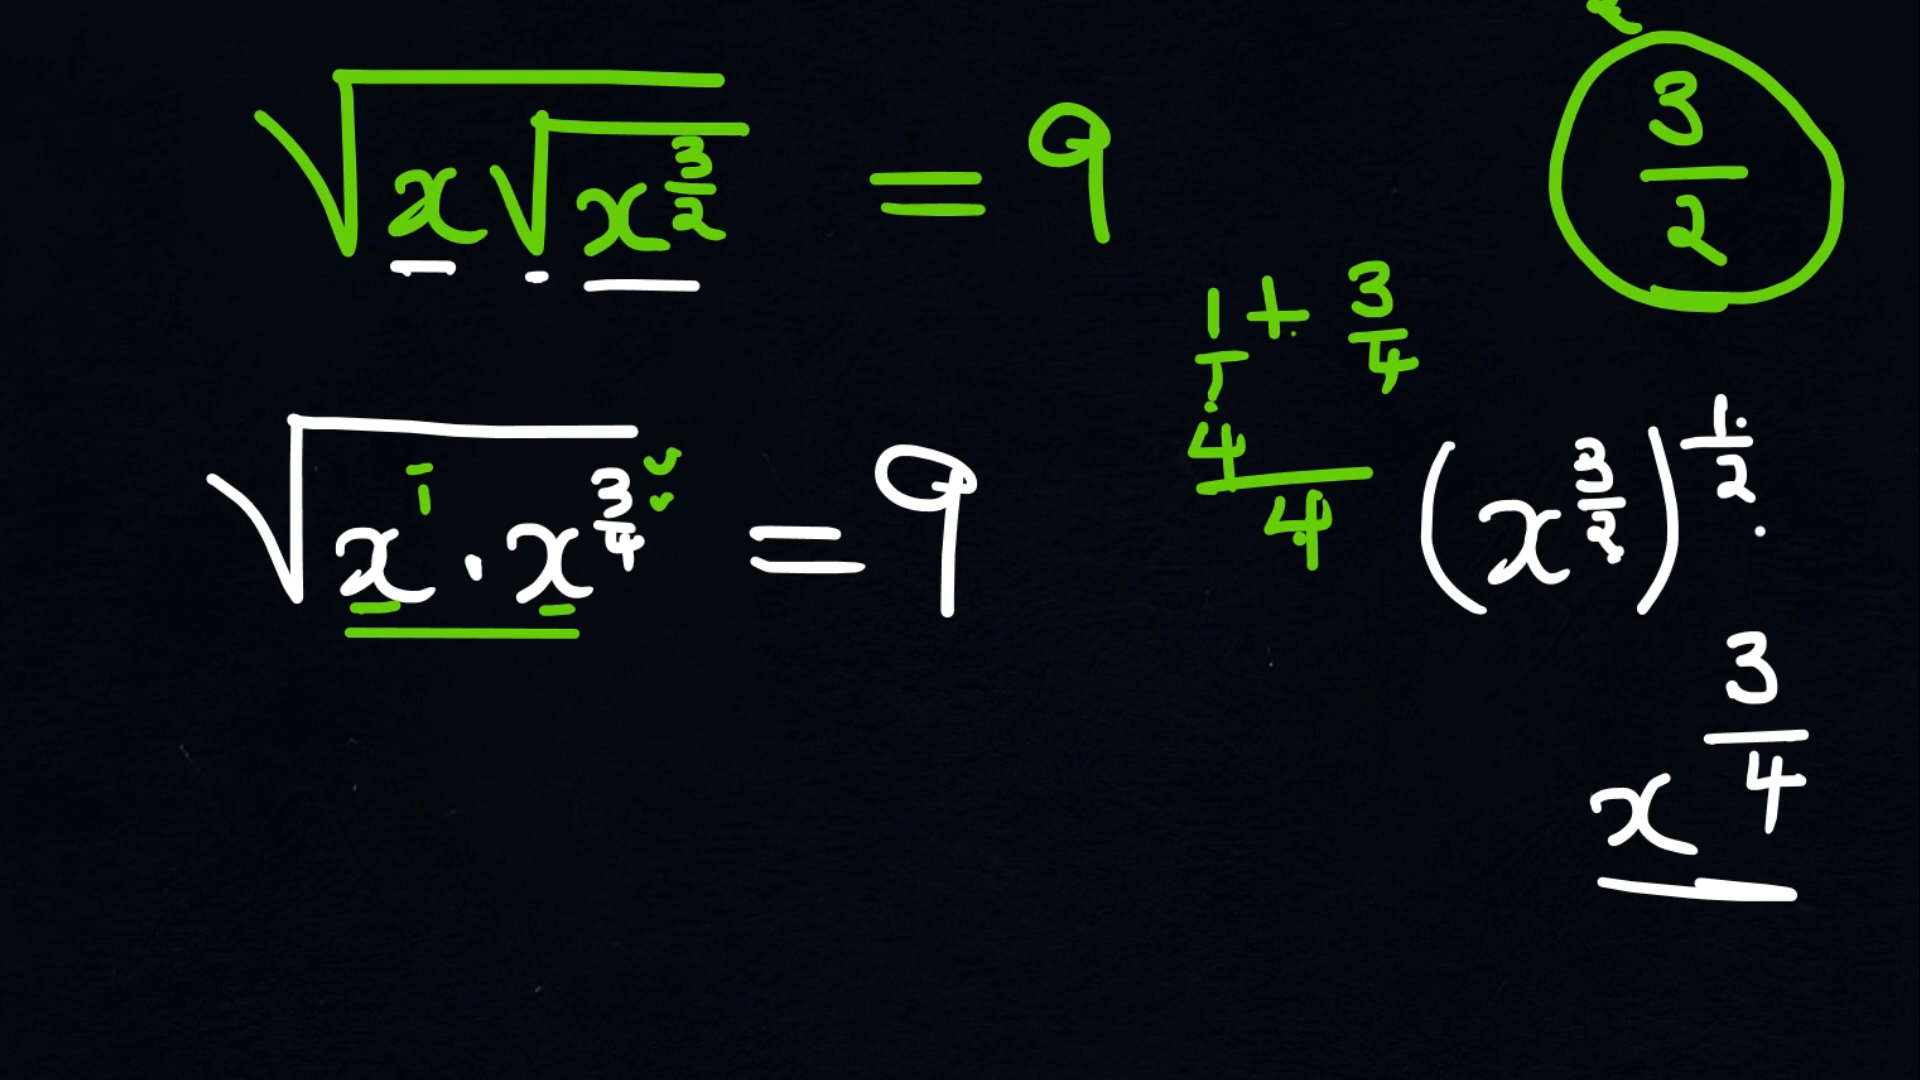 √(x√(x^(3/2))) = 9
3/2
1/1 + 3/4
4/4
√(x^1 · x^(3/4)) = 9
(x^(3/2))^(1/2)
x^(3/4)